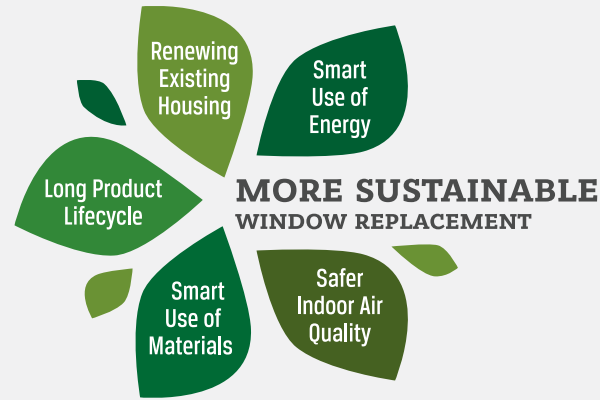 Renewing
Existing
Housing
Smart
Use of
Energy
Long Product
Lifecycle
MORE SUSTAINABLE
WINDOW REPLACEMENT
Smart
Use of
Materials
Safer
Indoor Air
Quality